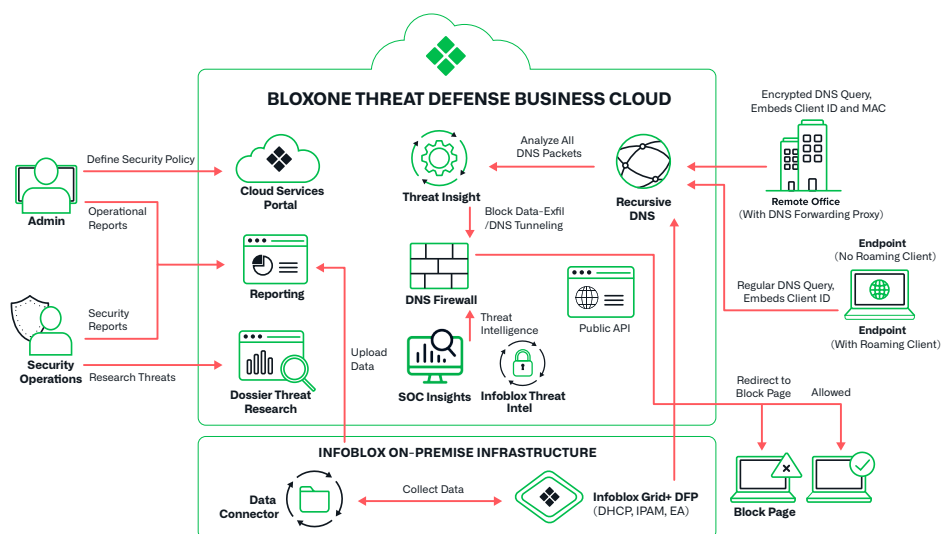 BLOXONE THREAT DEFENSE BUSINESS CLOUD
Encrypted DNS Query,
Embeds Client ID and MAC
Define Security Policy
Admin
Operational
Reports
Cloud Services
Portal
Threat Insight
Analyze All
DNS Packets
Recursive
DNS
Remote Office
(With DNS Forwarding Proxy)
Block Data-Exfil
/DNS Tunneling
Endpoint
(No Roaming Client)
Reporting
DNS Firewall
Public API
Regular DNS Query,
Embeds Client ID
Endpoint
(With Roaming Client)
Security
Reports
Security
Operations
Research Threats
Dossier Threat
Research
Upload
Data
Threat
Intelligence
SOC Insights
Infoblox Threat
Intel
Redirect to
Block Page
Allowed
INFOBLOX ON-PREMISE INFRASTRUCTURE
Data
Connector
Collect Data
Infoblox Grid+ DFP
(DHCP, IPAM, EA)
Block Page